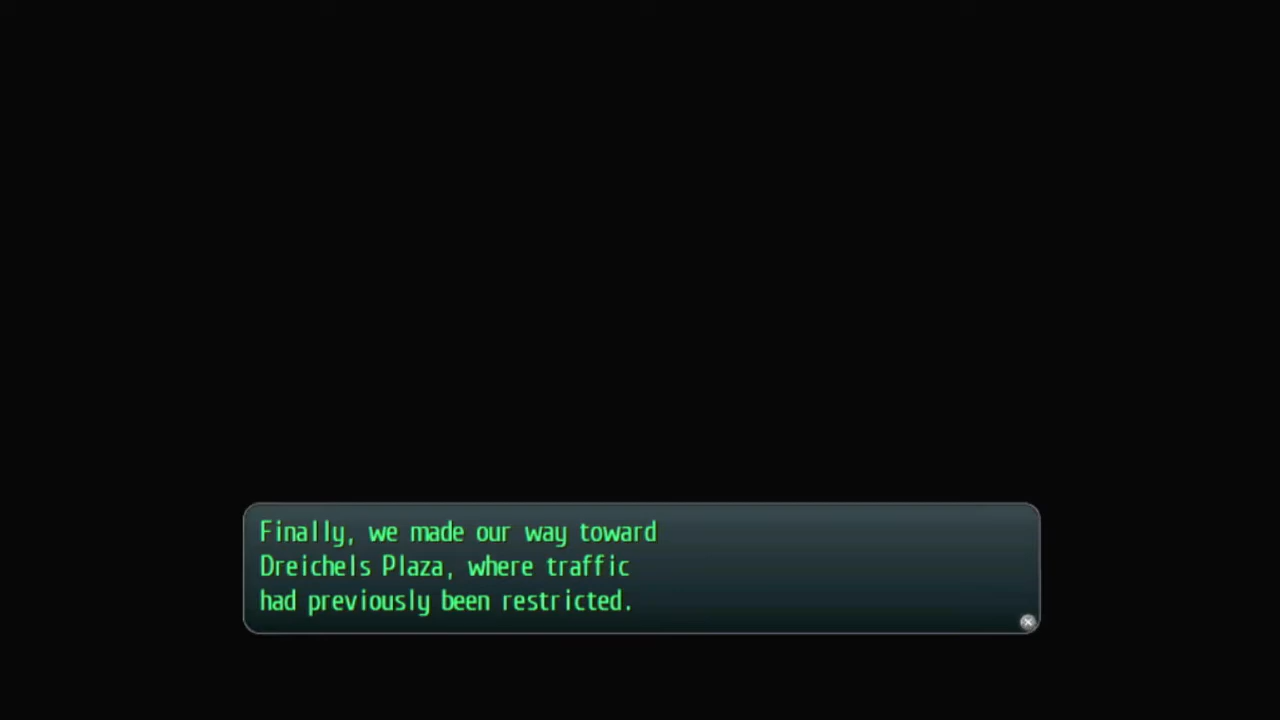 Finally, we made our way toward
Dreichels Plaza, where traffic
had previously been restricted.